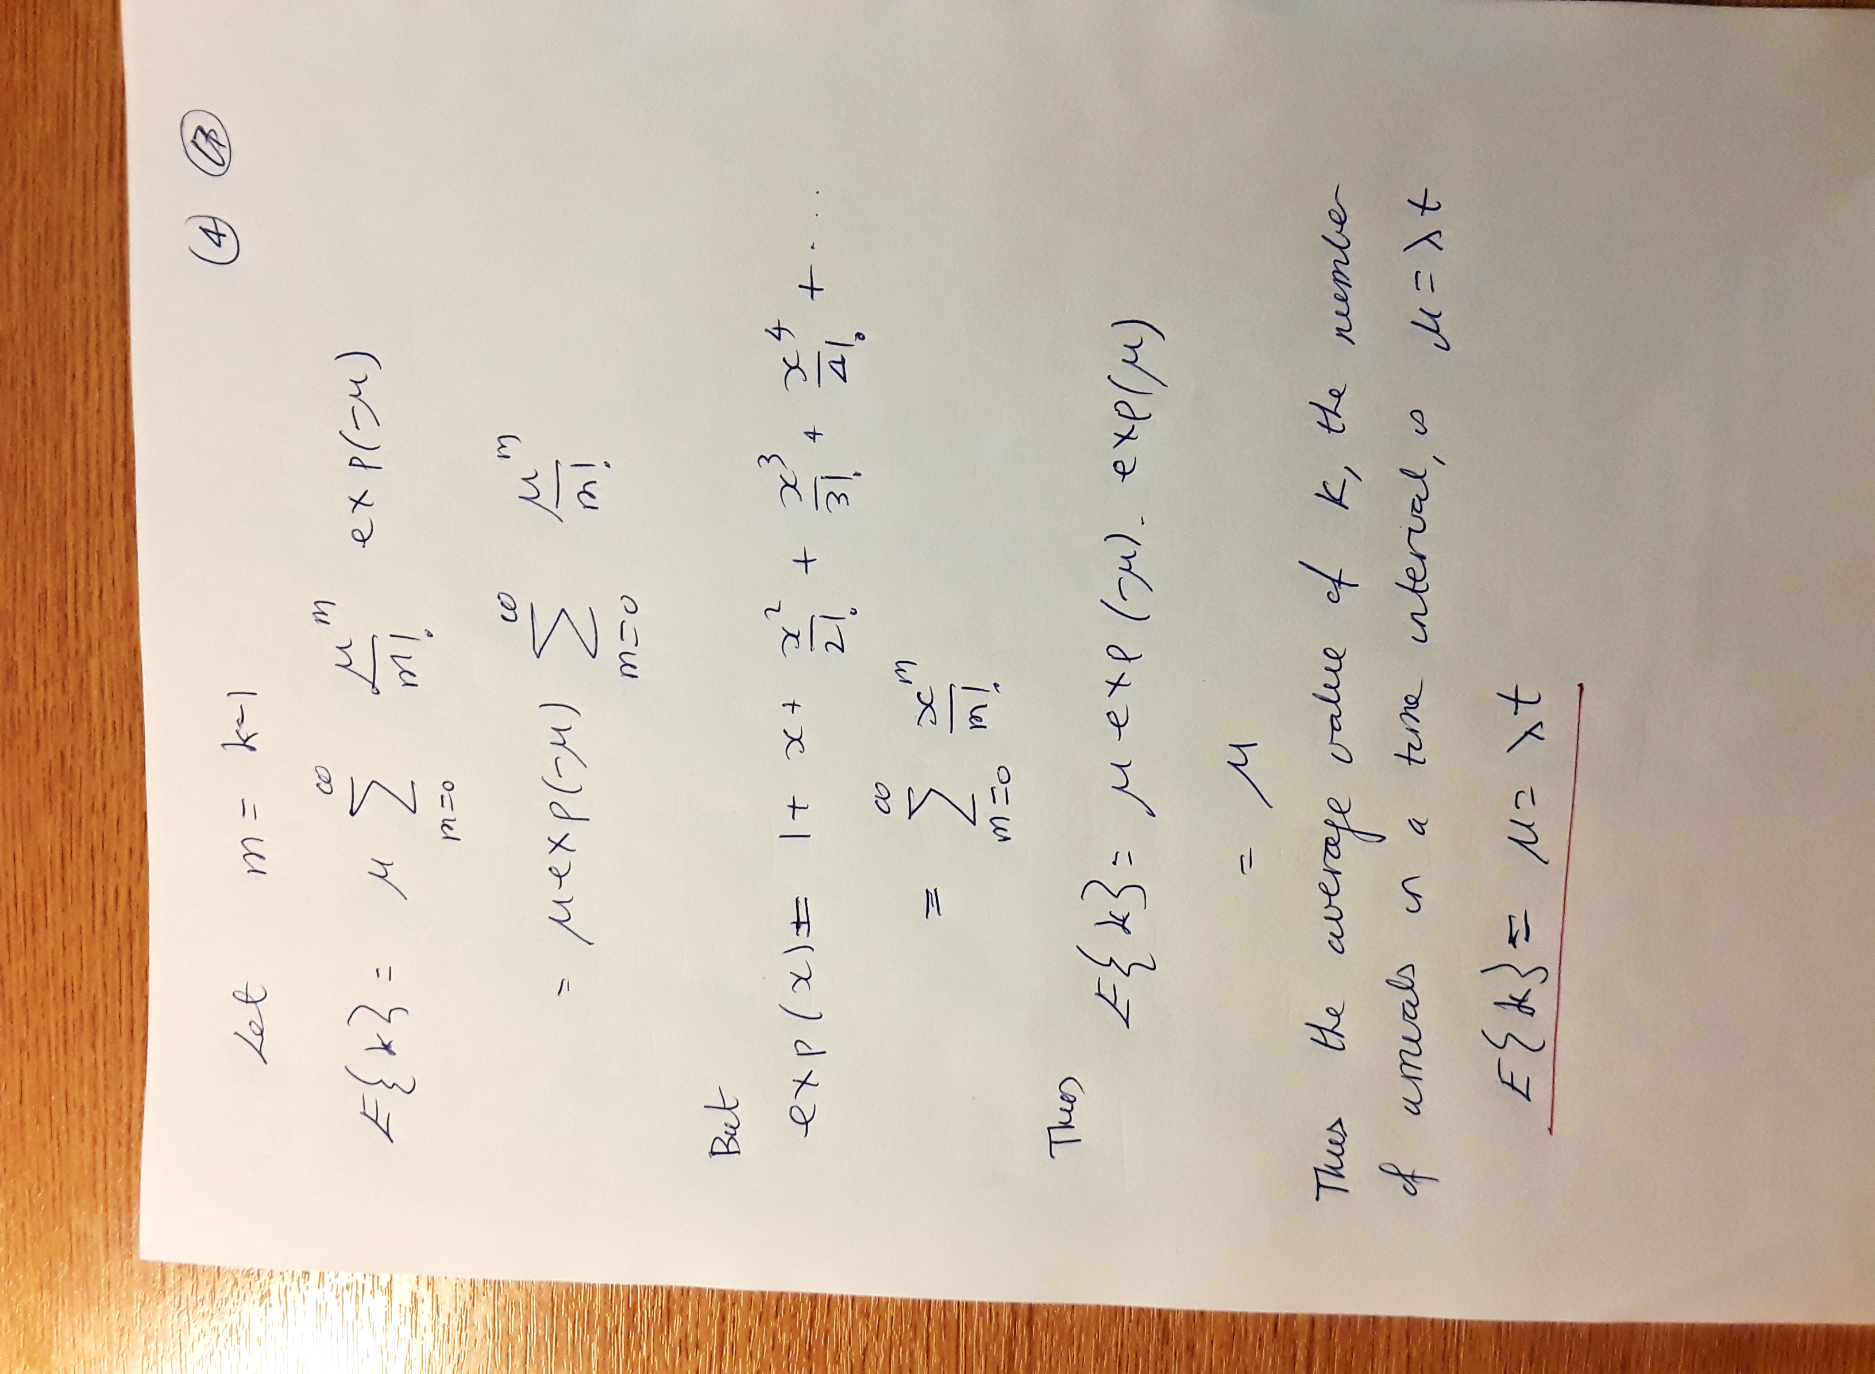 (4)
Let m = k-1
E{k} = μ ∑_{m=0}^{∞} μ^m/m! exp(-μ)
= μ exp(-μ) ∑_{m=0}^{∞} μ^m/m!
But
exp(x) = 1 + x + x²/2! + x³/3! + x⁴/4! + ....
= ∑_{m=0}^{∞} x^m/m!
Thus
E{k} = μ exp(-μ). exp(μ)
= μ
Thus the average value of k, the number
of arrivals in a time interval, is μ = λt
E{k} = μ = λt